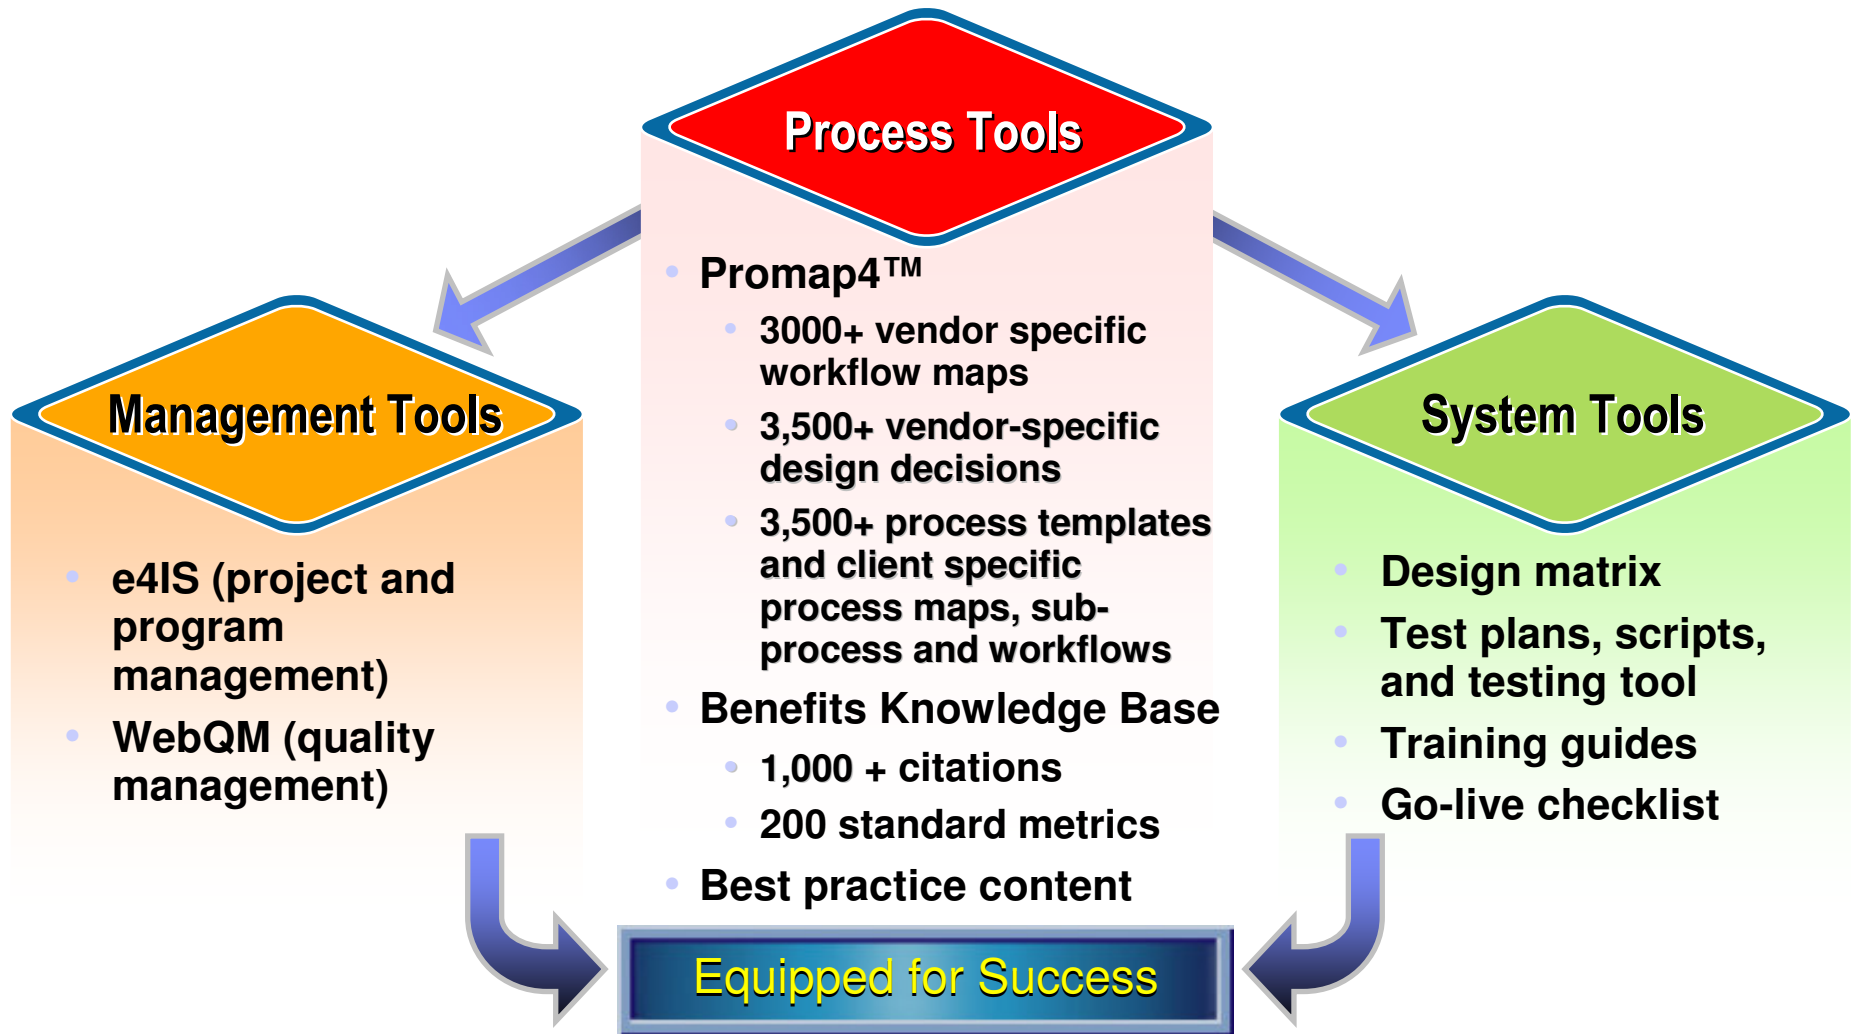 Process Tools
Promap4™
3000+ vendor specific
workflow maps
3,500+ vendor-specific
design decisions
3,500+ process templates
and client specific
process maps, sub-
process and workflows
Benefits Knowledge Base
1,000 + citations
200 standard metrics
Best practice content
Management Tools
e4IS (project and
program
management)
WebQM (quality
management)
System Tools
Design matrix
Test plans, scripts,
and testing tool
Training guides
Go-live checklist
Equipped for Success